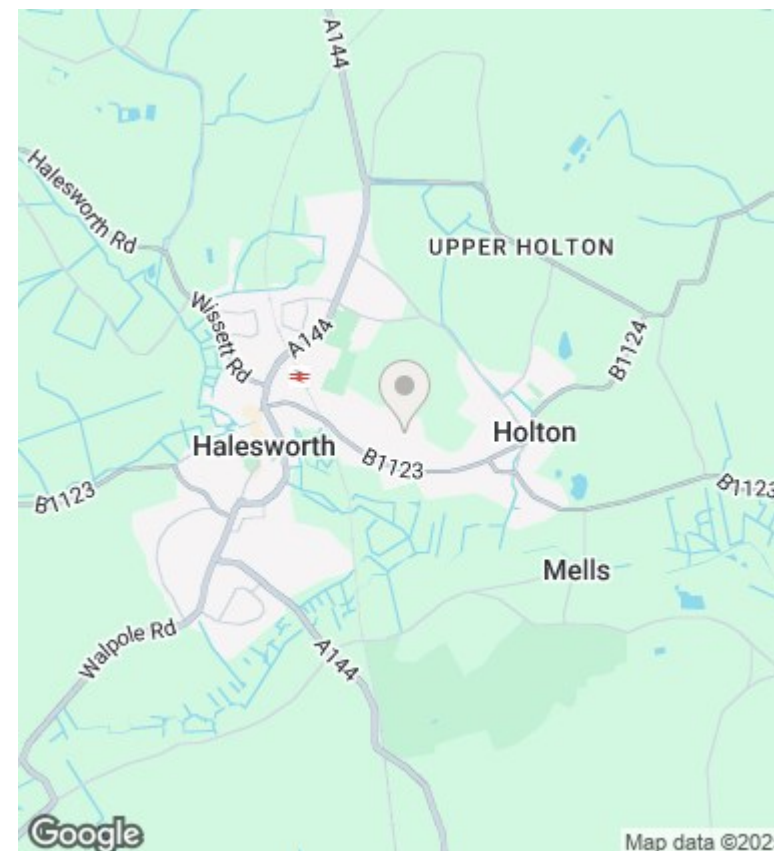 A144
Halesworth Rd
UPPER HOLTON
Wissett Rd
A144
B1124
Halesworth
Holton
B1123
B1123
B1123
Mells
Walpole Rd
A144
Google
Map data ©202